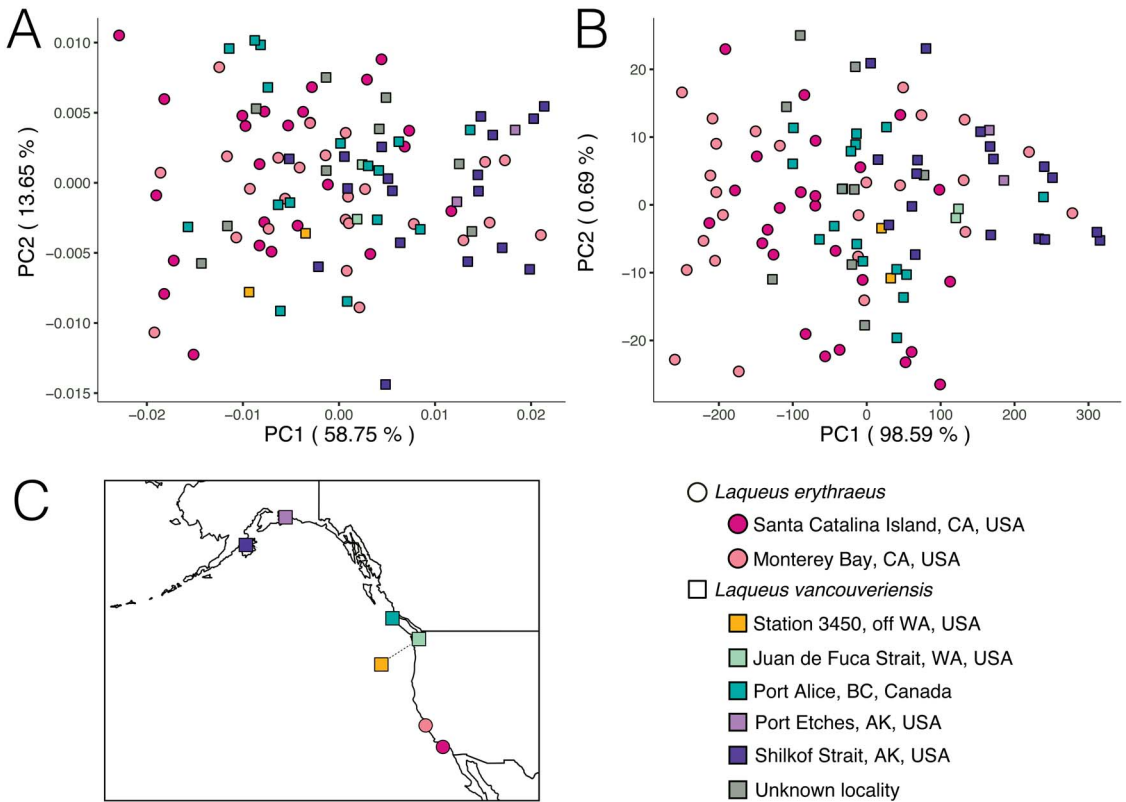 A
0.010
0.005
0.000
−0.005
−0.010
−0.015
PC2 ( 13.65 % )
−0.02
−0.01
0.00
0.01
0.02
PC1 ( 58.75 % )
B
20
10
0
−10
−20
PC2 ( 0.69 % )
−200
−100
0
100
200
300
PC1 ( 98.59 % )
C
Laqueus erythraeus
Santa Catalina Island, CA, USA
Monterey Bay, CA, USA
Laqueus vancouveriensis
Station 3450, off WA, USA
Juan de Fuca Strait, WA, USA
Port Alice, BC, Canada
Port Etches, AK, USA
Shilkof Strait, AK, USA
Unknown locality